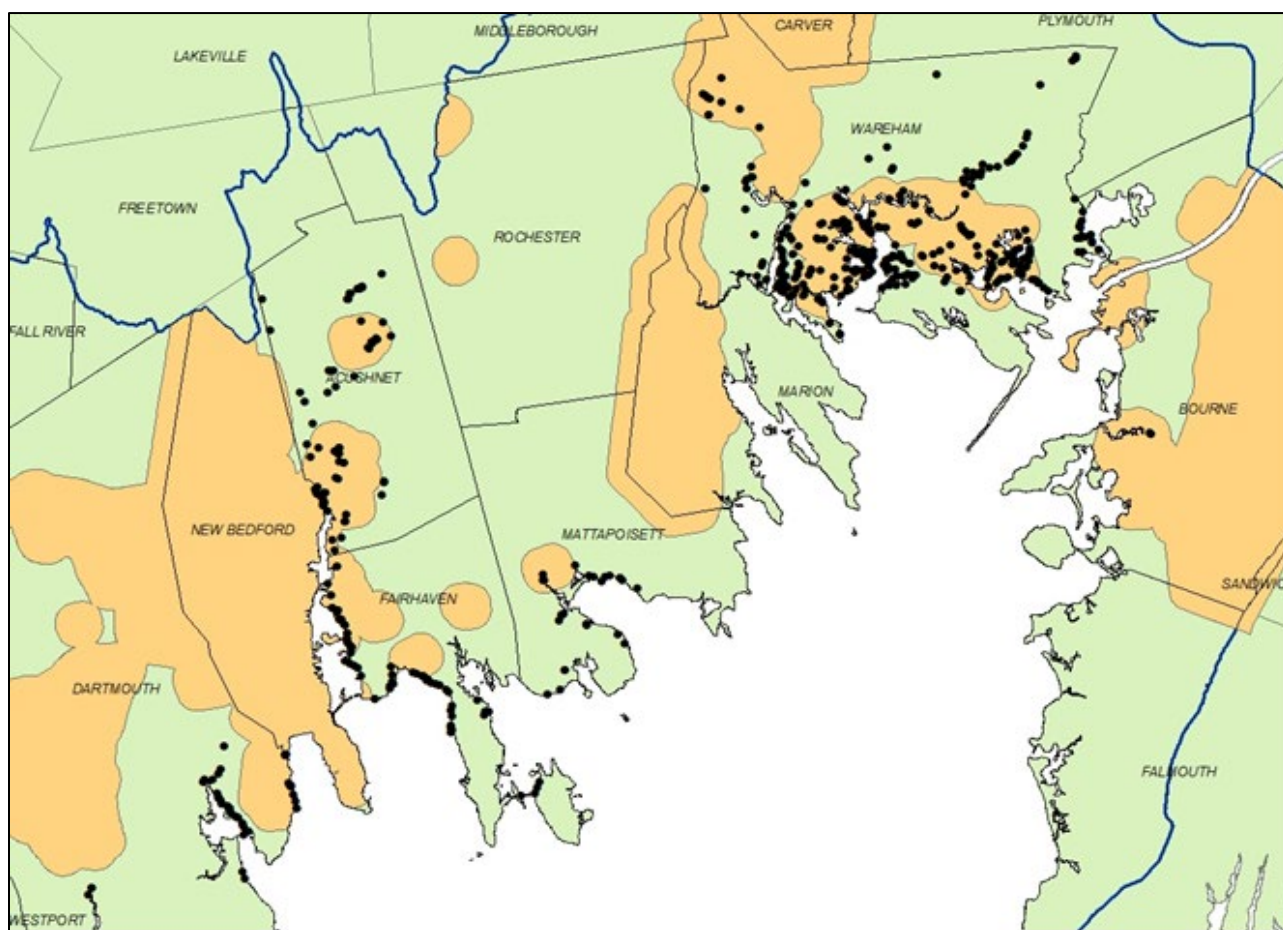 PLYMOUTH
CARVER
MIDDLEBOROUGH
LAKEVILLE
WAREHAM
FREETOWN
ROCHESTER
FALL RIVER
ACUSHNET
MARION
BOURNE
NEW BEDFORD
MATTAPOISETT
SANDWIC
FAIRHAVEN
DARTMOUTH
FALMOUTH
WESTPORT